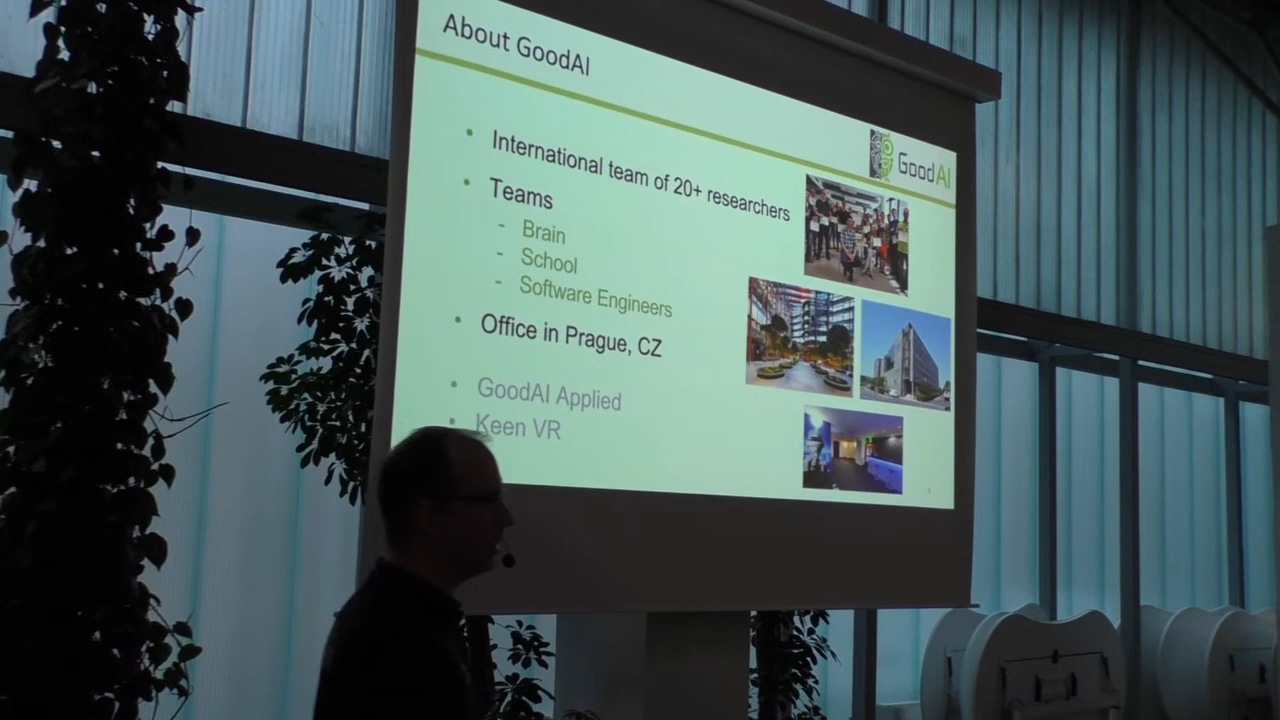 About GoodAI
GoodAI
• International team of 20+ researchers
• Teams
- Brain
- School
- Software Engineers
• Office in Prague, CZ
• GoodAI Applied
• Keen VR